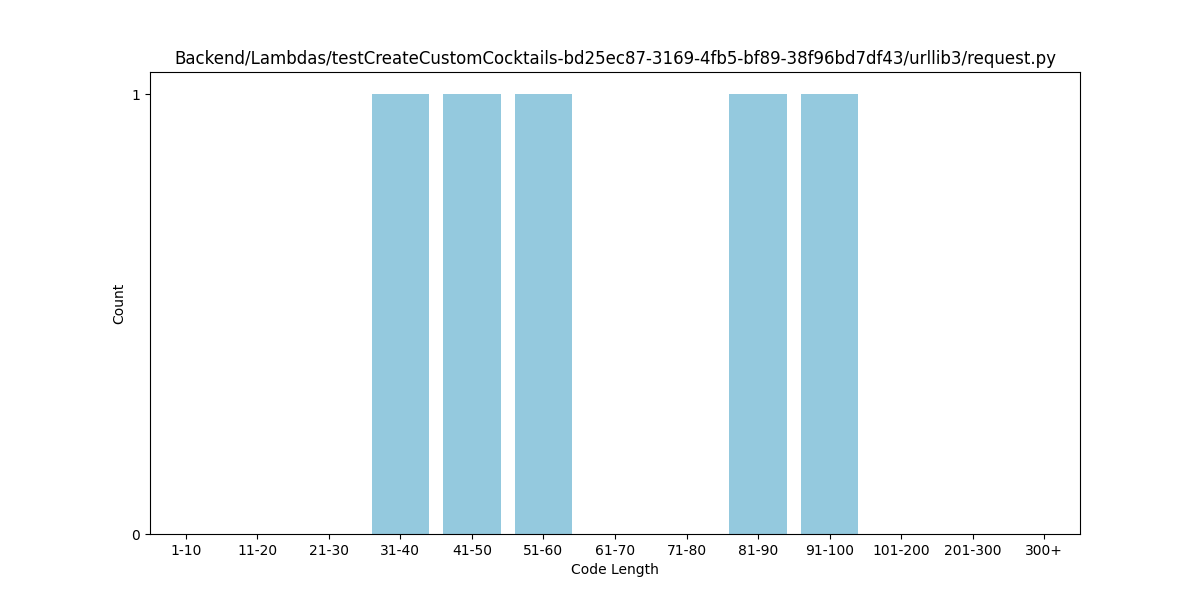 Backend/Lambdas/testCreateCustomCocktails-bd25ec87-3169-4fb5-bf89-38f96bd7df43/urllib3/request.py
1
Count
0
1-10 11-20 21-30 31-40 41-50 51-60 61-70 71-80 81-90 91-100 101-200 201-300 300+
Code Length